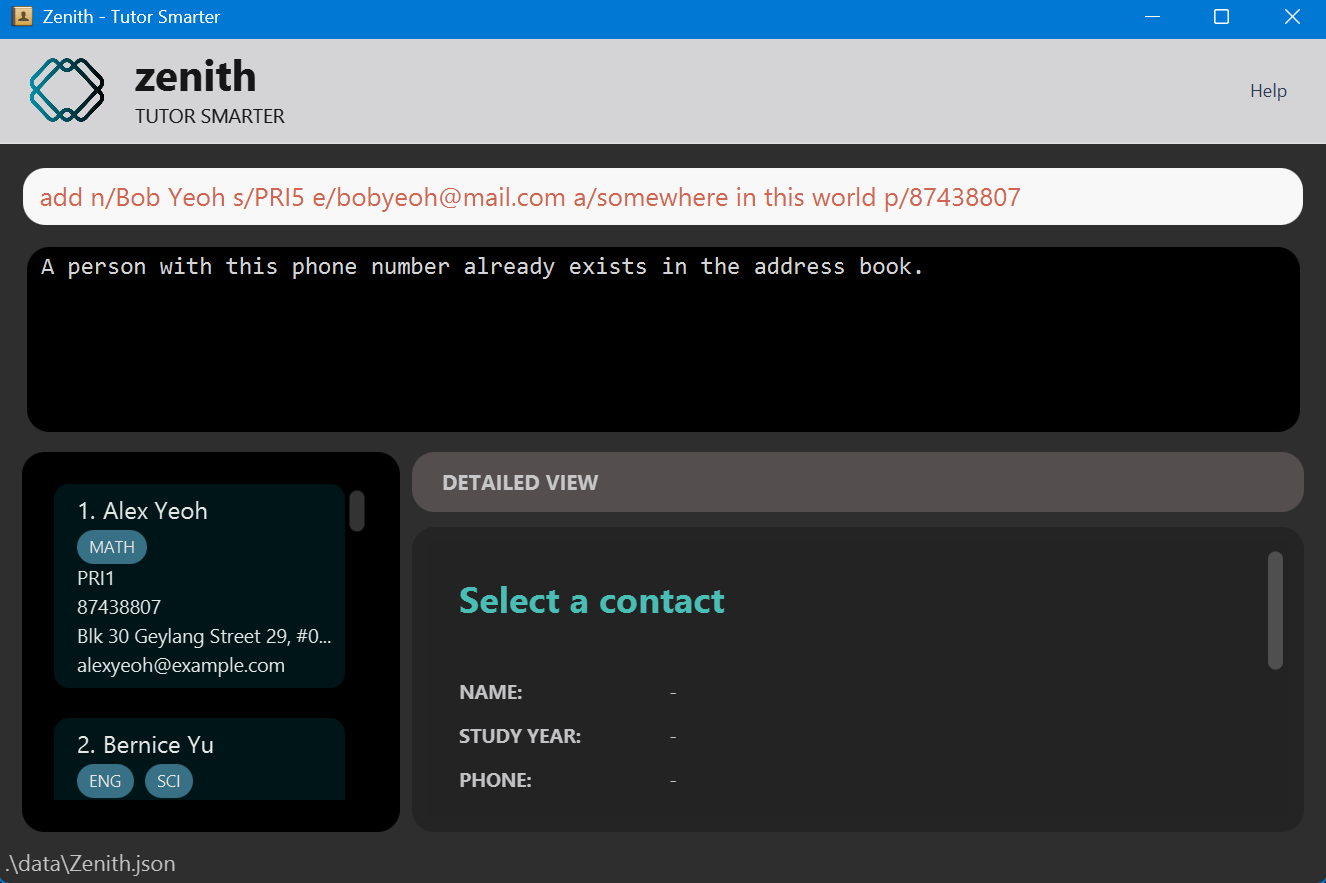 Zenith - Tutor Smarter
zenith
TUTOR SMARTER
Help
add n/Bob Yeoh s/PRI5 e/bobyeoh@mail.com a/somewhere in this world p/87438807
A person with this phone number already exists in the address book.
1. Alex Yeoh
MATH
PRI1
87438807
Blk 30 Geylang Street 29, #0...
alexyeoh@example.com
2. Bernice Yu
ENG SCI
DETAILED VIEW
Select a contact
NAME: -
STUDY YEAR: -
PHONE: -
.\data\Zenith.json